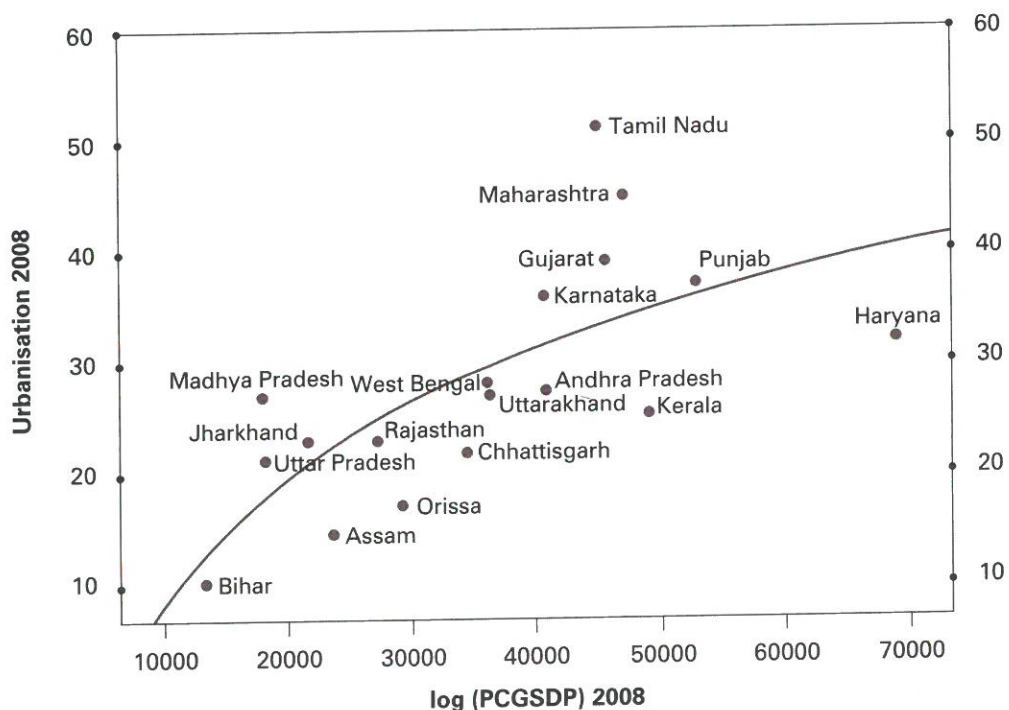 60
60
Tamil Nadu
50
50
Maharashtra
Gujarat
Punjab
40
40
Karnataka
Haryana
Urbanisation 2008
30
30
Madhya Pradesh
West Bengal
Andhra Pradesh
Uttarakhand
Kerala
Jharkhand
Rajasthan
Uttar Pradesh
Chhattisgarh
20
20
Orissa
Assam
10
10
Bihar
10000 20000 30000 40000 50000 60000 70000
log (PCGSDP) 2008